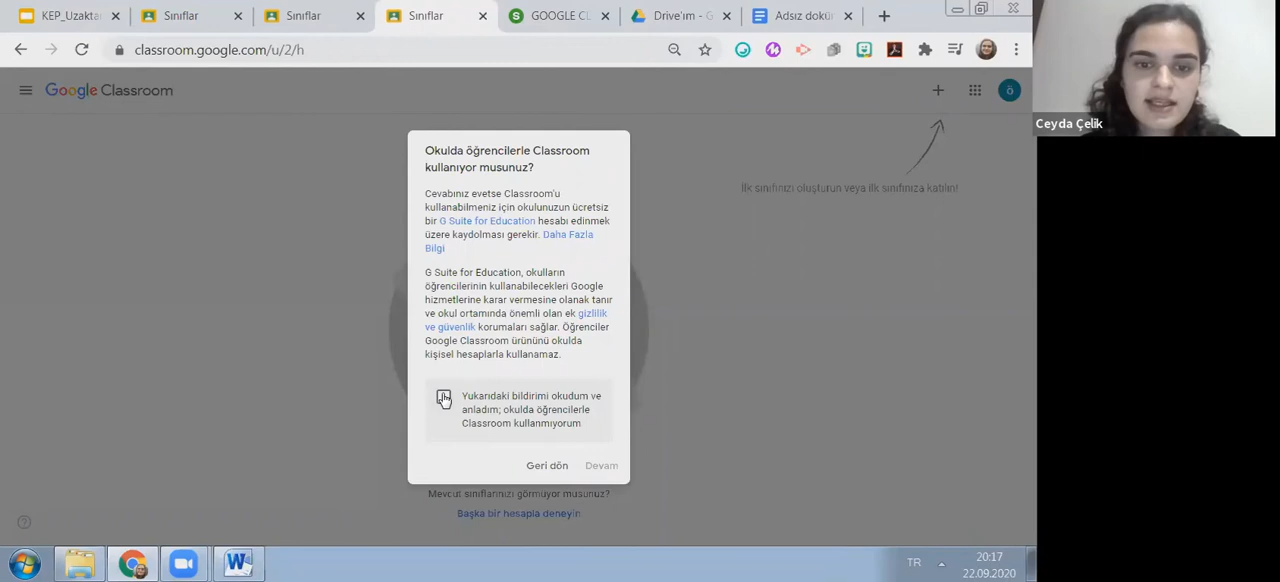 KEP_Uzakta
Sınıflar
Sınıflar
Sınıflar
GOOGLE CL
Drive'ım - G
Adsız dokü
classroom.google.com/u/2/h
Google Classroom
ö
Ceyda Çelik
İlk sınıfınızı oluşturun veya ilk sınıfınıza katılın!
Okulda öğrencilerle Classroom
kullanıyor musunuz?
Cevabınız evetse Classroom'u
kullanabilmeniz için okulunuzun ücretsiz
bir G Suite for Education hesabı edinmek
üzere kaydolması gerekir. Daha Fazla
Bilgi
G Suite for Education, okulların
öğrencilerinin kullanabilecekleri Google
hizmetlerine karar vermesine olanak tanır
ve okul ortamında önemli olan ek gizlilik
ve güvenlik korumaları sağlar. Öğrenciler
Google Classroom ürününü okulda
kişisel hesaplarla kullanamaz.
Yukarıdaki bildirimi okudum ve
anladım; okulda öğrencilerle
Classroom kullanmıyorum
Geri dön Devam
Mevcut sınıflarınızı görmüyor musunuz?
Başka bir hesapla deneyin
TR
20:17
22.09.2020